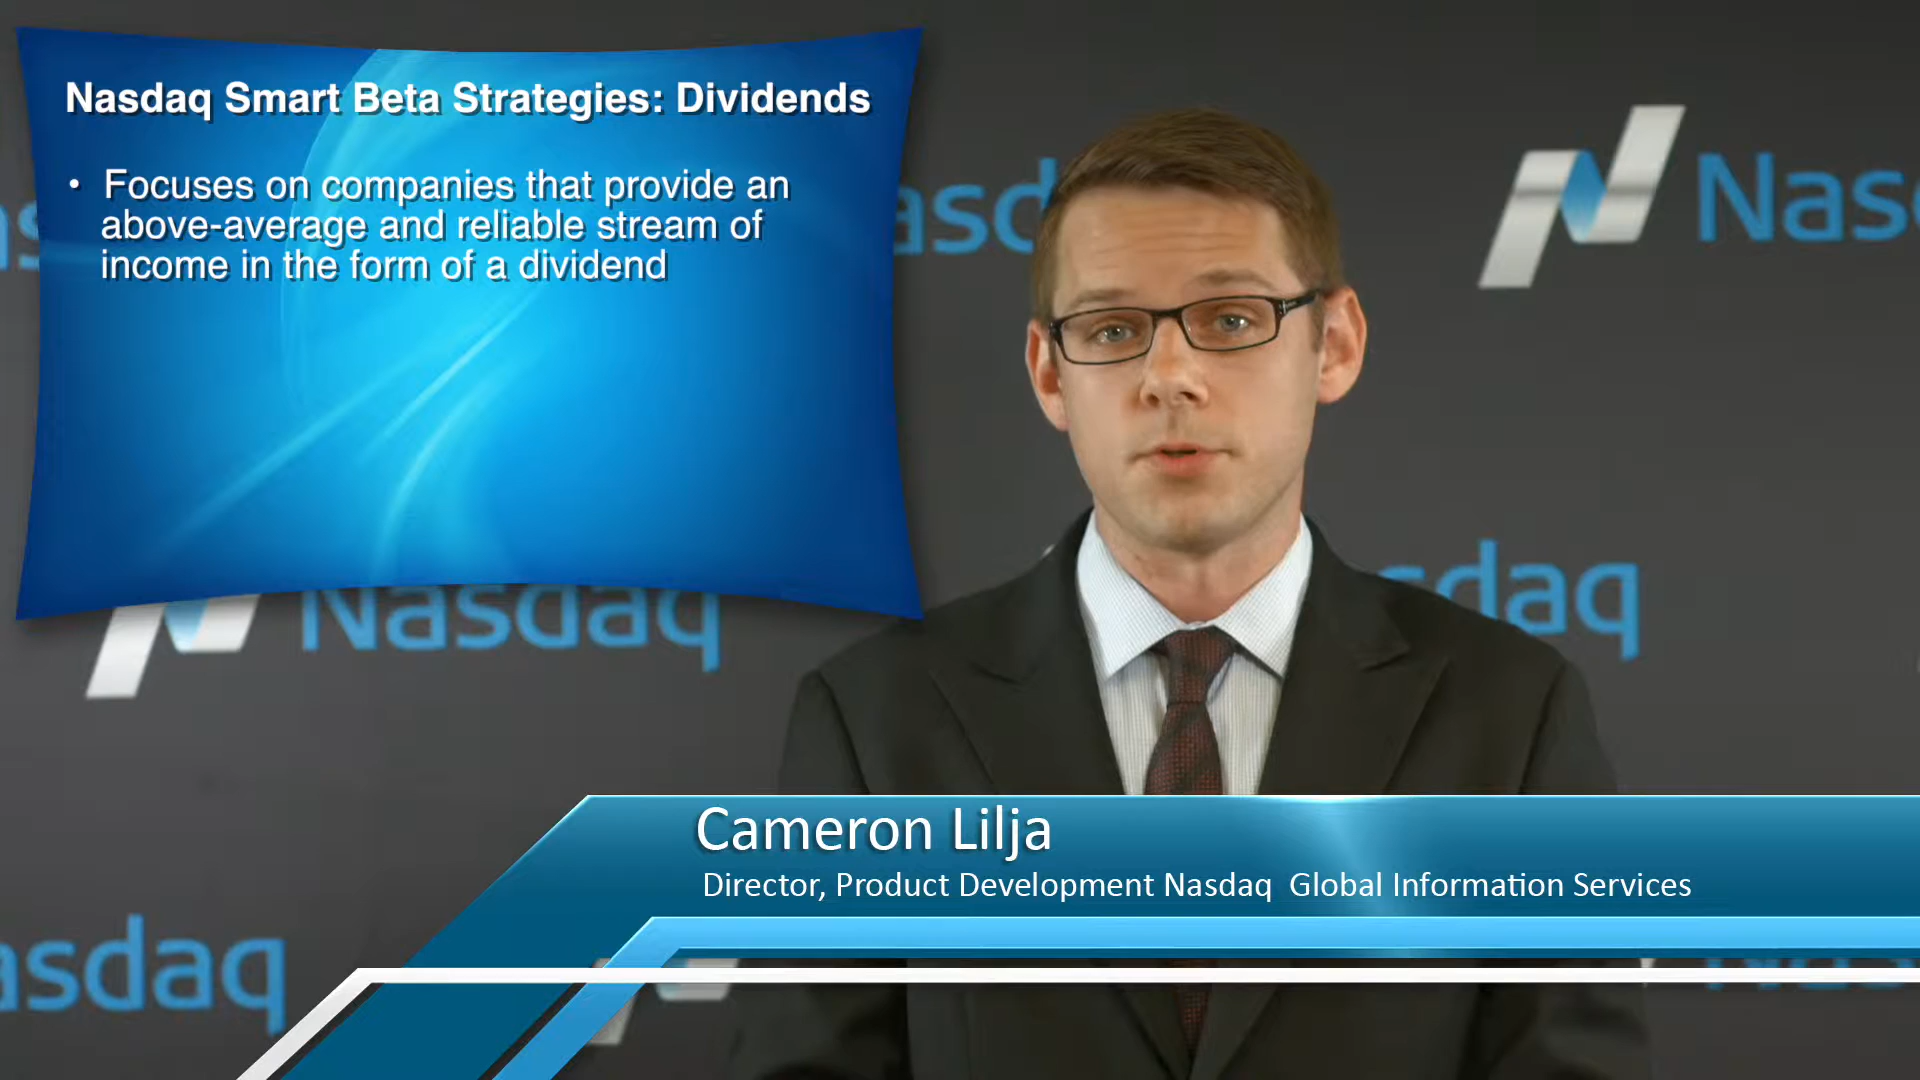 Nasdaq Smart Beta Strategies: Dividends
• Focuses on companies that provide an
above-average and reliable stream of
income in the form of a dividend
Nasdaq
Cameron Lilja
Director, Product Development Nasdaq Global Information Services